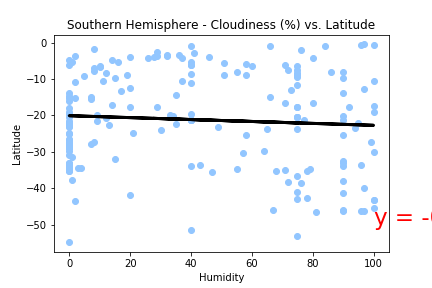 Southern Hemisphere - Cloudiness (%) vs. Latitude
0
−10
−20
−30
−40
−50
Latitude
y = -
0 20 40 60 80 100
Humidity